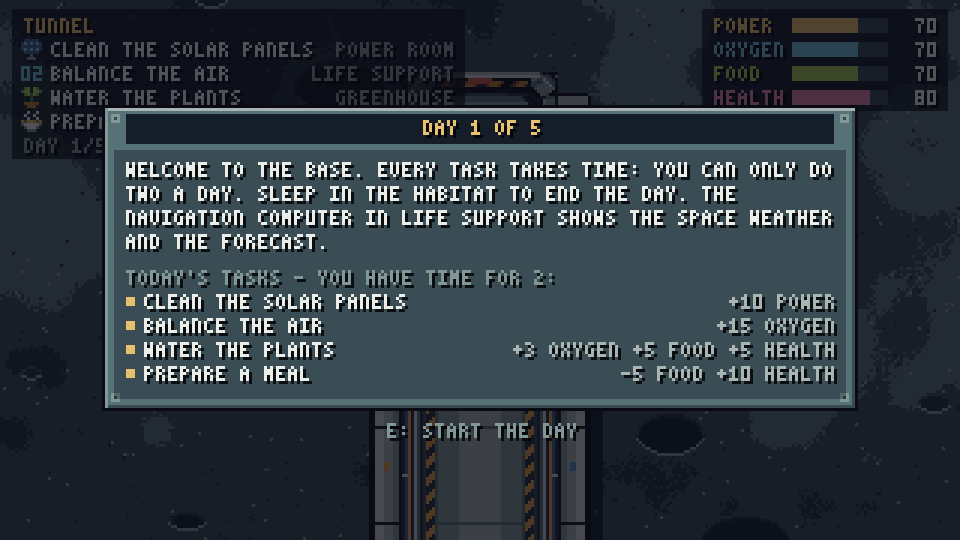 TUNNEL
CLEAN THE SOLAR PANELS POWER ROOM
O2 BALANCE THE AIR LIFE SUPPORT
WATER THE PLANTS GREENHOUSE
DAY 1/5
POWER 70
OXYGEN 70
FOOD 70
HEALTH 80
DAY 1 OF 5
WELCOME TO THE BASE. EVERY TASK TAKES TIME: YOU CAN ONLY DO
TWO A DAY. SLEEP IN THE HABITAT TO END THE DAY. THE
NAVIGATION COMPUTER IN LIFE SUPPORT SHOWS THE SPACE WEATHER
AND THE FORECAST.
TODAY'S TASKS - YOU HAVE TIME FOR 2:
CLEAN THE SOLAR PANELS +10 POWER
BALANCE THE AIR +15 OXYGEN
WATER THE PLANTS +3 OXYGEN +5 FOOD +5 HEALTH
PREPARE A MEAL -5 FOOD +10 HEALTH
E: START THE DAY